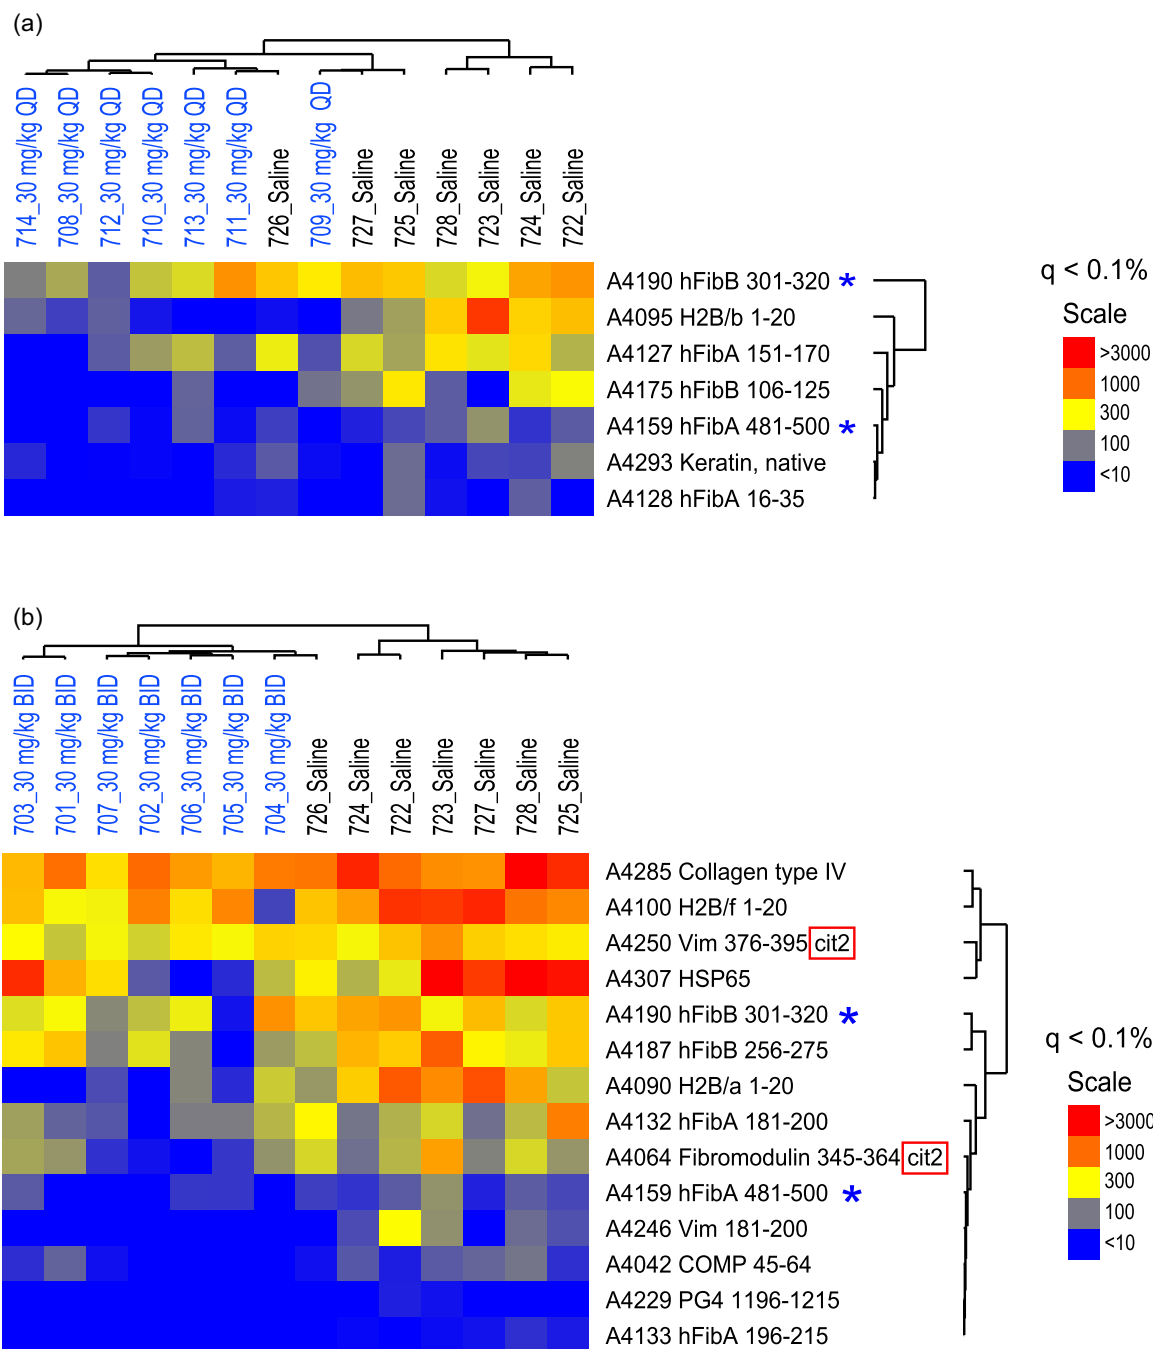 (a)
714_30 mg/kg QD
708_30 mg/kg QD
712_30 mg/kg QD
710_30 mg/kg QD
713_30 mg/kg QD
711_30 mg/kg QD
726_Saline
709_30 mg/kg QD
727_Saline
725_Saline
728_Saline
723_Saline
724_Saline
722_Saline
A4190 hFibB 301-320 *
A4095 H2B/b 1-20
A4127 hFibA 151-170
A4175 hFibB 106-125
A4159 hFibA 481-500 *
A4293 Keratin, native
A4128 hFibA 16-35
q < 0.1%
Scale
>3000
1000
300
100
<10
(b)
703_30 mg/kg BID
701_30 mg/kg BID
707_30 mg/kg BID
702_30 mg/kg BID
706_30 mg/kg BID
705_30 mg/kg BID
704_30 mg/kg BID
726_Saline
724_Saline
722_Saline
723_Saline
727_Saline
728_Saline
725_Saline
A4285 Collagen type IV
A4100 H2B/f 1-20
A4250 Vim 376-395 cit2
A4307 HSP65
A4190 hFibB 301-320 *
A4187 hFibB 256-275
A4090 H2B/a 1-20
A4132 hFibA 181-200
A4064 Fibromodulin 345-364 cit2
A4159 hFibA 481-500 *
A4246 Vim 181-200
A4042 COMP 45-64
A4229 PG4 1196-1215
A4133 hFibA 196-215
q < 0.1%
Scale
>3000
1000
300
100
<10